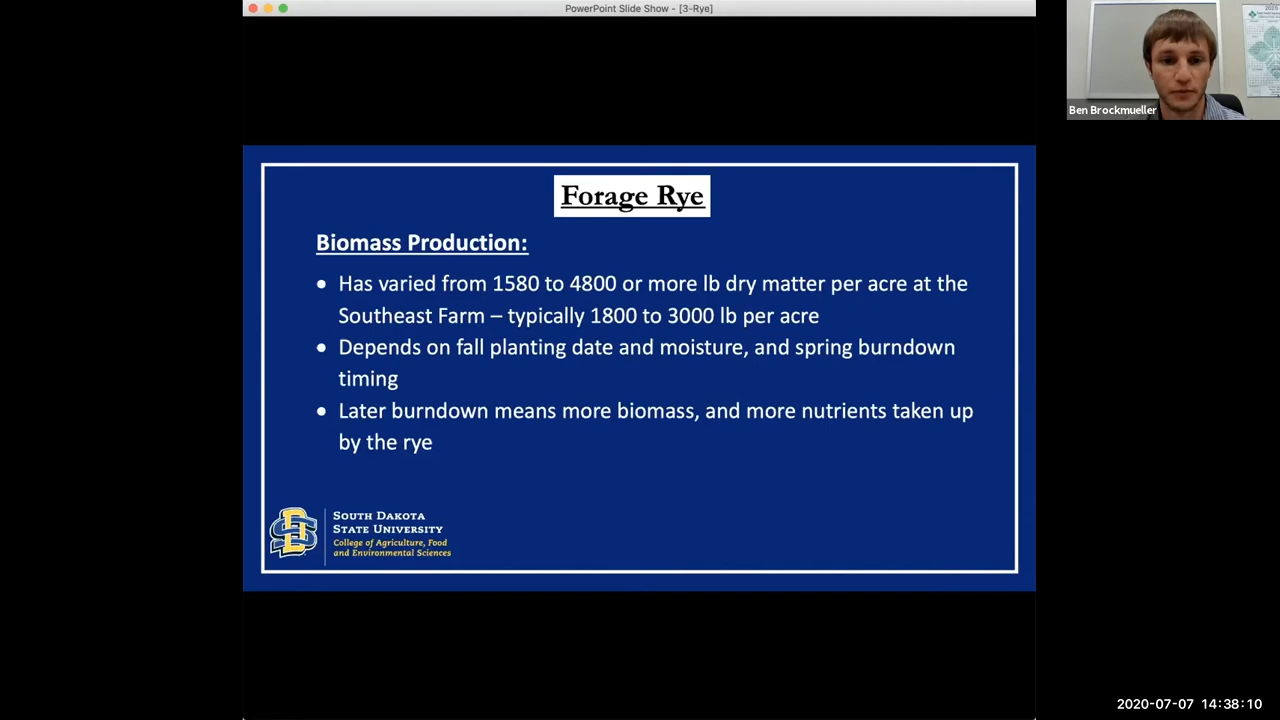 PowerPoint Slide Show - [3-Rye]
Ben Brockmueller
Forage Rye
Biomass Production:
• Has varied from 1580 to 4800 or more lb dry matter per acre at the
Southeast Farm – typically 1800 to 3000 lb per acre
• Depends on fall planting date and moisture, and spring burndown
timing
• Later burndown means more biomass, and more nutrients taken up
by the rye
SOUTH DAKOTA
STATE UNIVERSITY
College of Agriculture, Food
and Environmental Sciences
2020-07-07 14:38:10